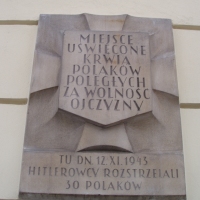 MIEJSCE
UŚWIĘCONE
KRWIĄ
POLAKÓW
POLEGŁYCH
ZA WOLNOŚĆ
OJCZYZNY
TU DN. 12.XI.1943
HITLEROWCY ROZSTRZELALI
30 POLAKÓW